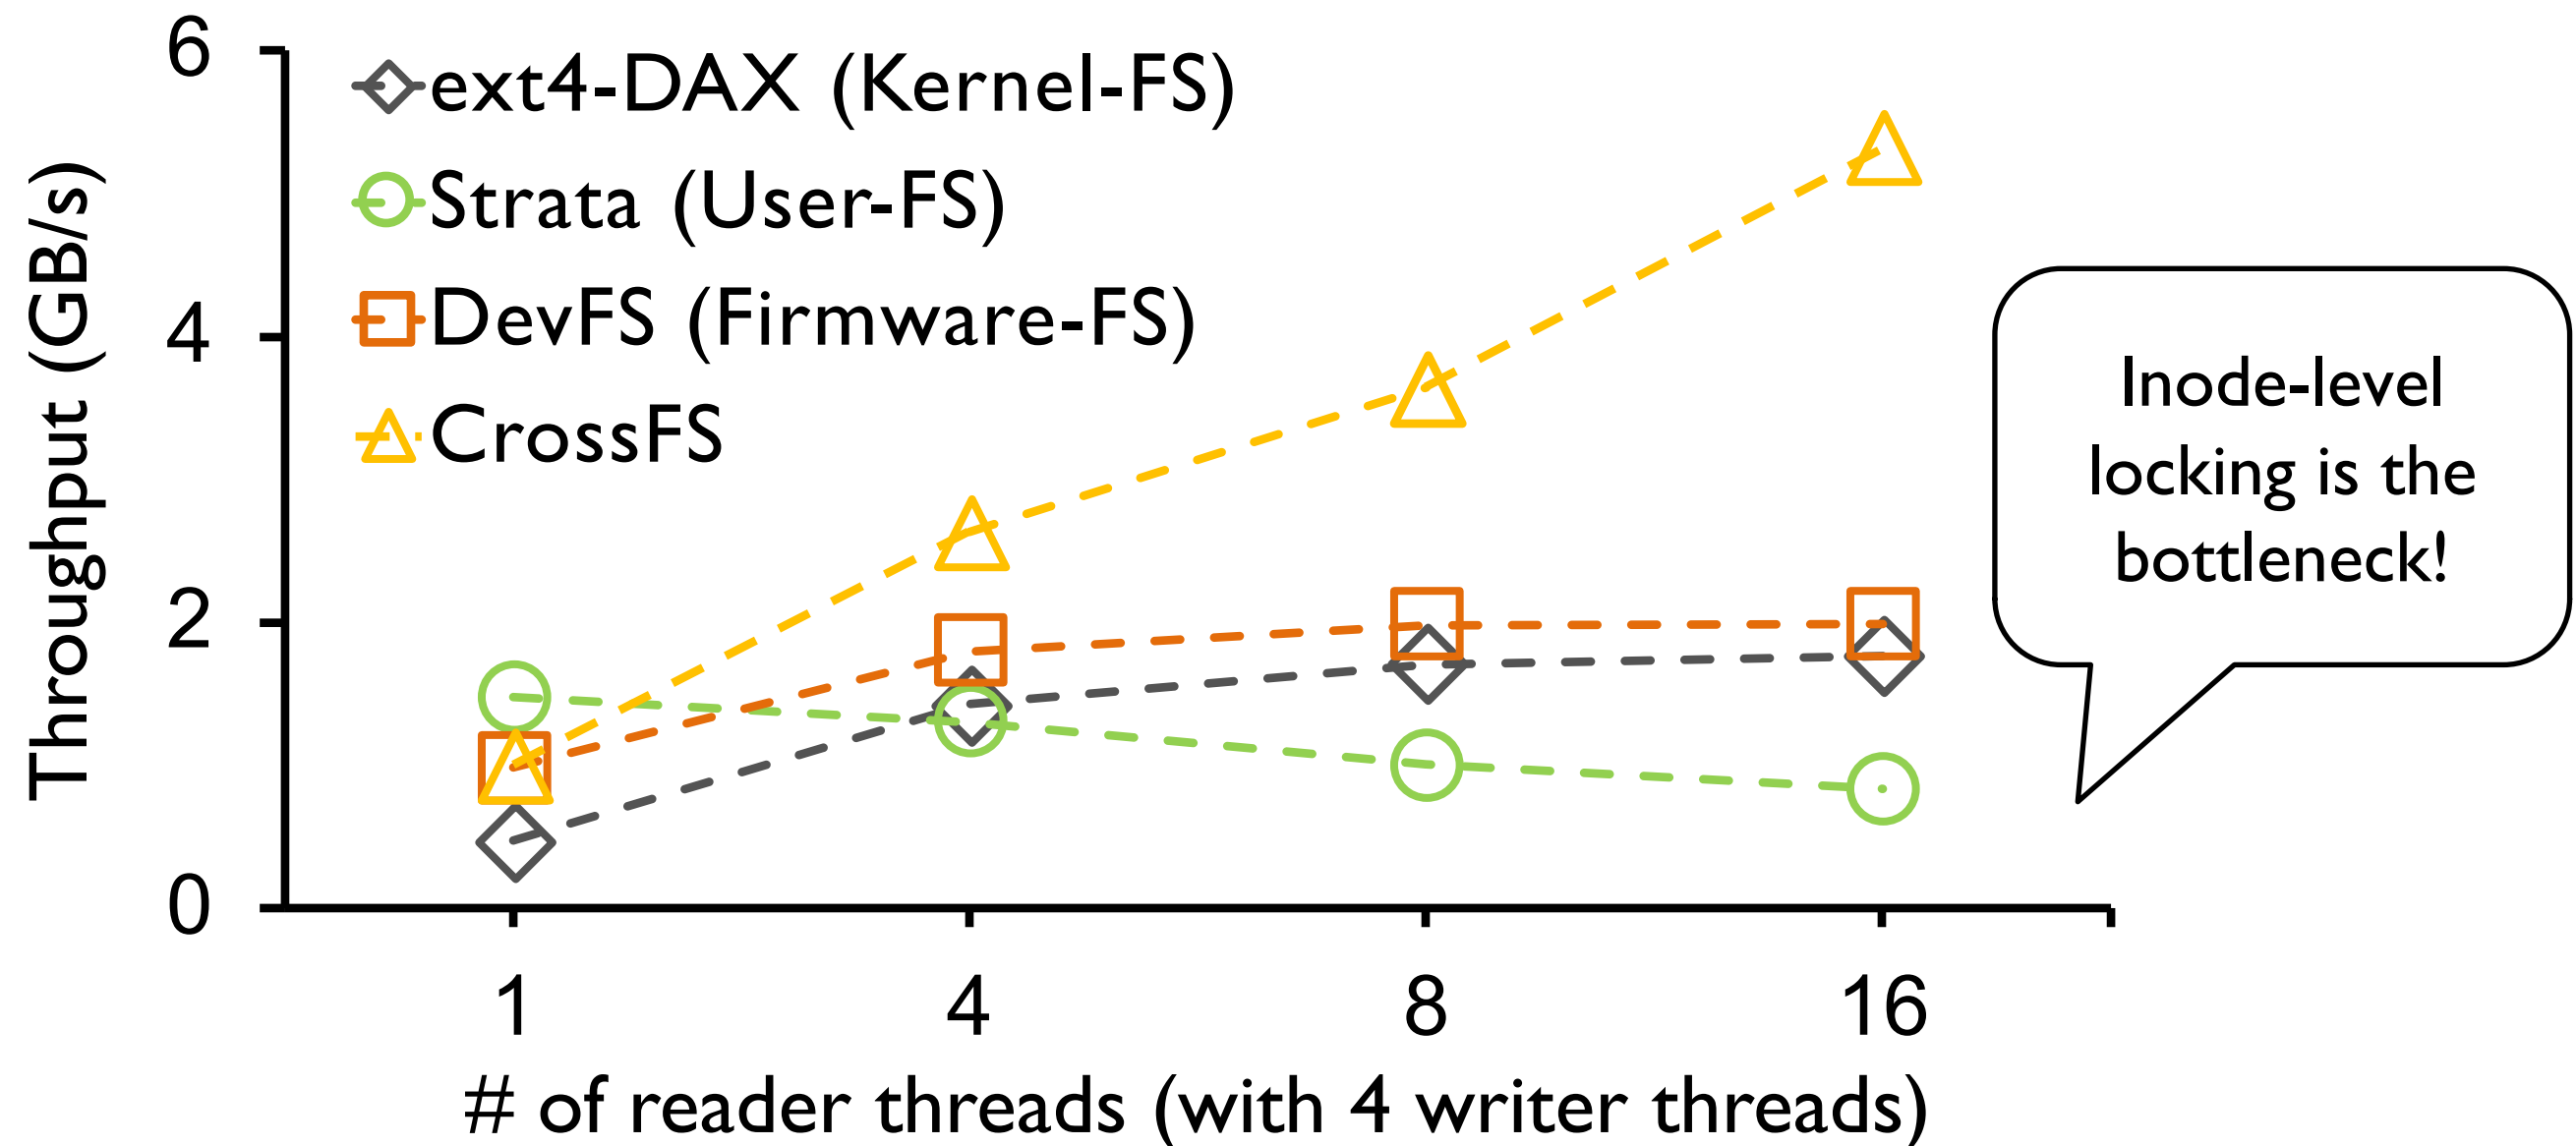 Throughput (GB/s)
6
4
2
0
ext4-DAX (Kernel-FS)
Strata (User-FS)
DevFS (Firmware-FS)
CrossFS
Inode-level
locking is the
bottleneck!
1 4 8 16
# of reader threads (with 4 writer threads)